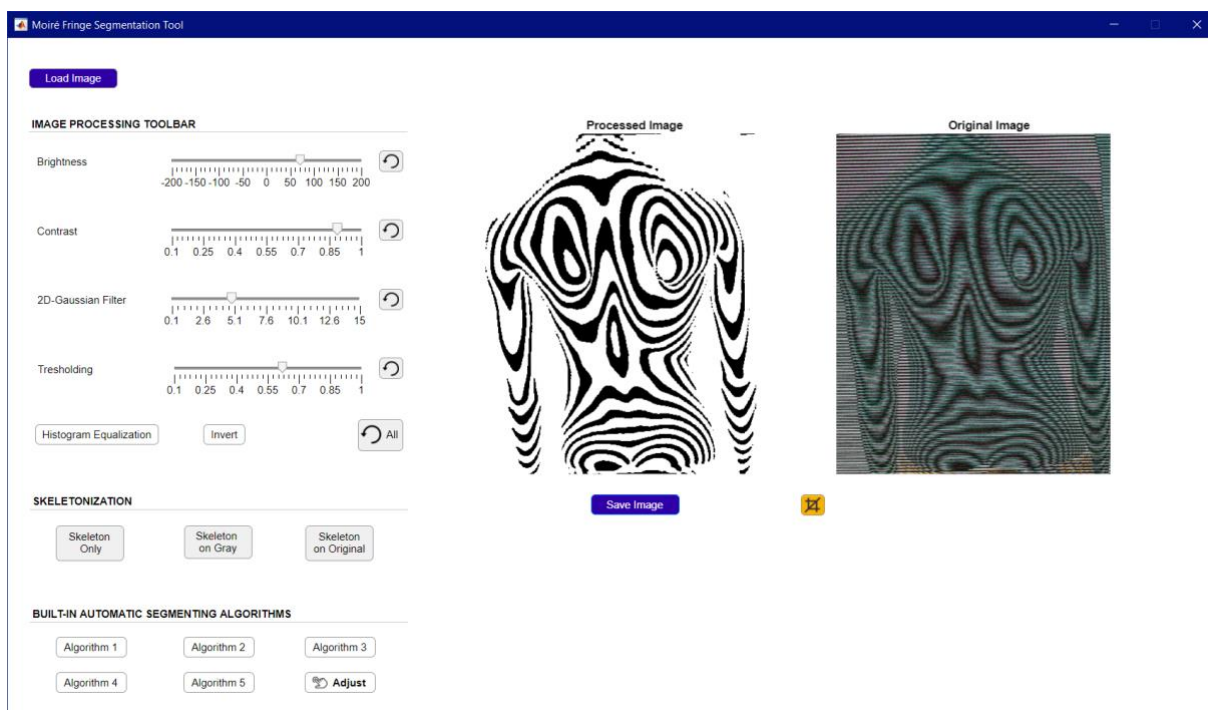 Moiré Fringe Segmentation Tool
Load Image
IMAGE PROCESSING TOOLBAR
Brightness
-200 -150 -100 -50 0 50 100 150 200
Contrast
0.1 0.25 0.4 0.55 0.7 0.85 1
2D-Gaussian Filter
0.1 2.6 5.1 7.6 10.1 12.6 15
Tresholding
0.1 0.25 0.4 0.55 0.7 0.85 1
Histogram Equalization Invert All
SKELETONIZATION
Skeleton Only
Skeleton on Gray
Skeleton on Original
BUILT-IN AUTOMATIC SEGMENTING ALGORITHMS
Algorithm 1 Algorithm 2 Algorithm 3
Algorithm 4 Algorithm 5 Adjust
Processed Image
Original Image
Save Image